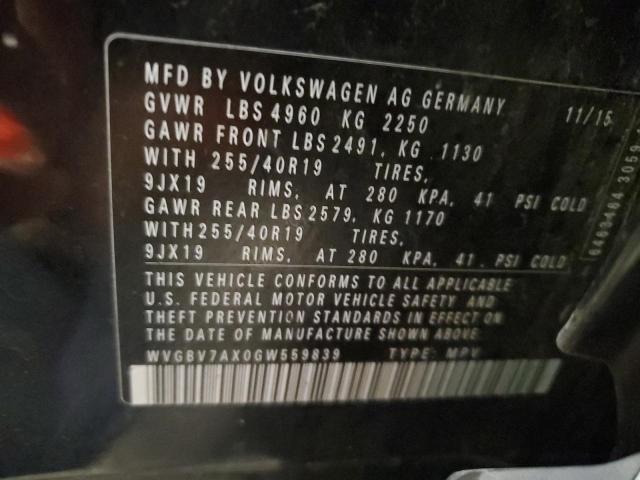 MFD BY VOLKSWAGEN AG GERMANY 11/15
GVWR LBS 4960 KG 2250
GAWR FRONT LBS 2491, KG 1130
WITH 255/40R19 TIRES,
9JX19 RIMS, AT 280 KPA, 41 PSI COLD
GAWR REAR LBS 2579, KG 1170
WITH 255/40R19 TIRES,
9JX19 RIMS, AT 280 KPA, 41 PSI COLD
THIS VEHICLE CONFORMS TO ALL APPLICABLE
U.S. FEDERAL MOTOR VEHICLE SAFETY AND
THEFT PREVENTION STANDARDS IN EFFECT ON
THE DATE OF MANUFACTURE SHOWN ABOVE
WVGBV7AX0GW559839 TYPE: MPV